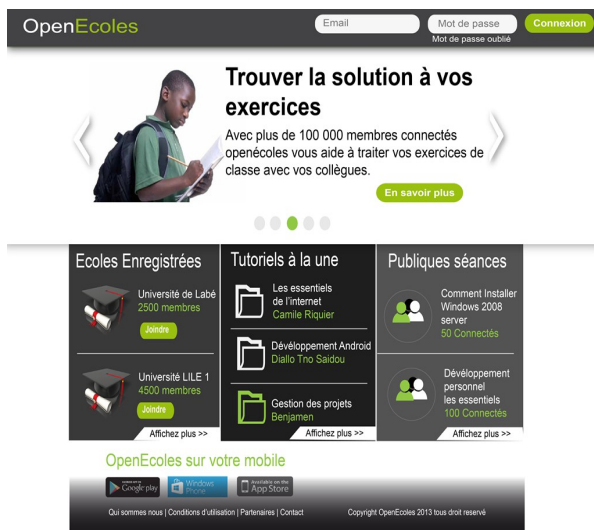 OpenEcoles
Email
Mot de passe
Connexion
Mot de passe oublié
Trouver la solution à vos
exercices
Avec plus de 100 000 membres connectés
openécoles vous aide à traiter vos exercices de
classe avec vos collègues.
En savoir plus
Ecoles Enregistrées
Université de Labé
2500 membres
Joindre
Université LILE 1
4500 membres
Joindre
Affichez plus >>
Tutoriels à la une
Les essentiels
de l'internet
Camile Riquier
Dévéloppement Android
Diallo Tno Saidou
Gestion des projets
Benjamen
Affichez plus >>
Publiques séances
Comment Installer
Windows 2008
server
50 Connectés
Dévéloppement
personnel
les essentiels
100 Connectés
Affichez plus >>
OpenEcoles sur votre mobile
Google play
Windows
Phone
Available on the
App Store
Qui sommes nous | Conditions d'utilisation | Partenaires | Contact
Copyright OpenEcoles 2013 tous droit reservé